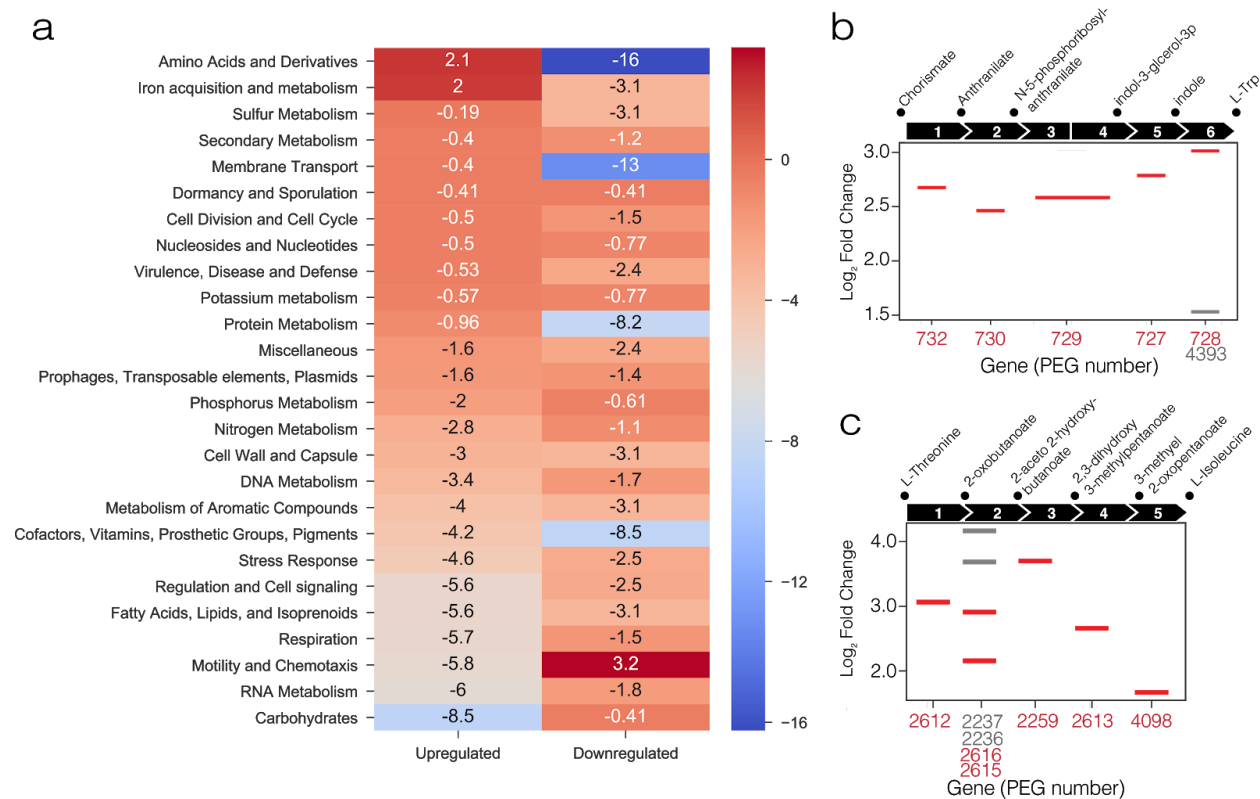 a
Amino Acids and Derivatives 2.1 -16
Iron acquisition and metabolism 2 -3.1
Sulfur Metabolism -0.19 -3.1
Secondary Metabolism -0.4 -1.2
Membrane Transport -0.4 -13
Dormancy and Sporulation -0.41 -0.41
Cell Division and Cell Cycle -0.5 -1.5
Nucleosides and Nucleotides -0.5 -0.77
Virulence, Disease and Defense -0.53 -2.4
Potassium metabolism -0.57 -0.77
Protein Metabolism -0.96 -8.2
Miscellaneous -1.6 -2.4
Prophages, Transposable elements, Plasmids -1.6 -1.4
Phosphorus Metabolism -2 -0.61
Nitrogen Metabolism -2.8 -1.1
Cell Wall and Capsule -3 -3.1
DNA Metabolism -3.4 -1.7
Metabolism of Aromatic Compounds -4 -3.1
Cofactors, Vitamins, Prosthetic Groups, Pigments -4.2 -8.5
Stress Response -4.6 -2.5
Regulation and Cell signaling -5.6 -2.5
Fatty Acids, Lipids, and Isoprenoids -5.6 -3.1
Respiration -5.7 -1.5
Motility and Chemotaxis -5.8 3.2
RNA Metabolism -6 -1.8
Carbohydrates -8.5 -0.41
Upregulated Downregulated
0
−4
−8
−12
−16
b
Chorismate
Anthranilate
N-5-phosphoribosyl-
anthranilate
indol-3-glcerol-3p
indole
L-Trp
1 2 3 4 5 6
3.0
2.5
2.0
1.5
Log2 Fold Change
732 730 729 727 728
4393
Gene (PEG number)
c
L-Threonine
2-oxobutanoate
2-aceto 2-hydroxy-
butanoate
2,3-dihydroxy
3-methylpentanoate
3-methyel
2-oxopentanoate
L-Isoleucine
1 2 3 4 5
4.0
3.0
2.0
Log2 Fold Change
2612 2237 2259 2613 4098
2236
2616
2615
Gene (PEG number)